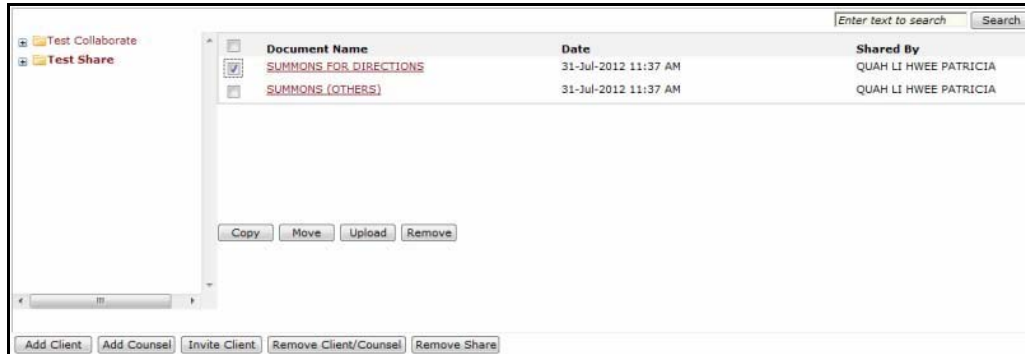 Enter text to search Search
Test Collaborate
Test Share
Document Name Date Shared By
SUMMONS FOR DIRECTIONS 31-Jul-2012 11:37 AM QUAH LI HWEE PATRICIA
SUMMONS (OTHERS) 31-Jul-2012 11:37 AM QUAH LI HWEE PATRICIA
Copy Move Upload Remove
Add Client Add Counsel Invite Client Remove Client/Counsel Remove Share